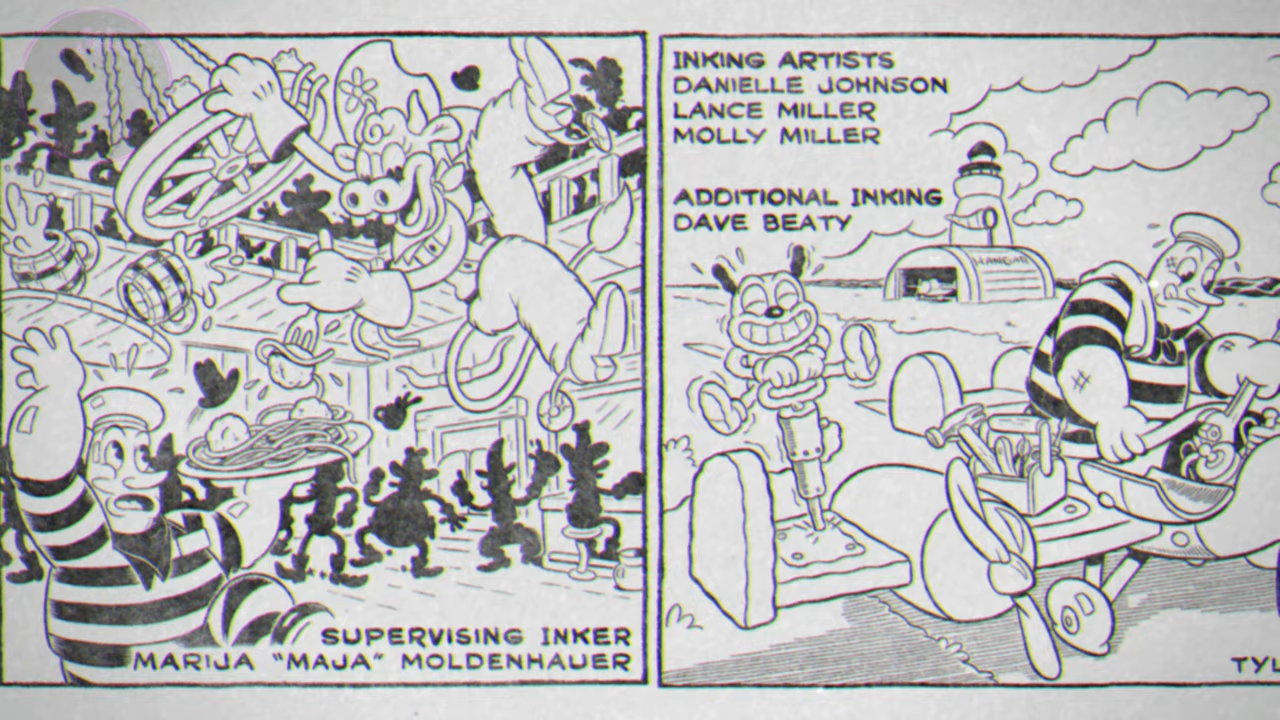 SUPERVISING INKER
MARIJA "MAJA" MOLDENHAUER
INKING ARTISTS
DANIELLE JOHNSON
LANCE MILLER
MOLLY MILLER
ADDITIONAL INKING
DAVE BEATY
HANGAR